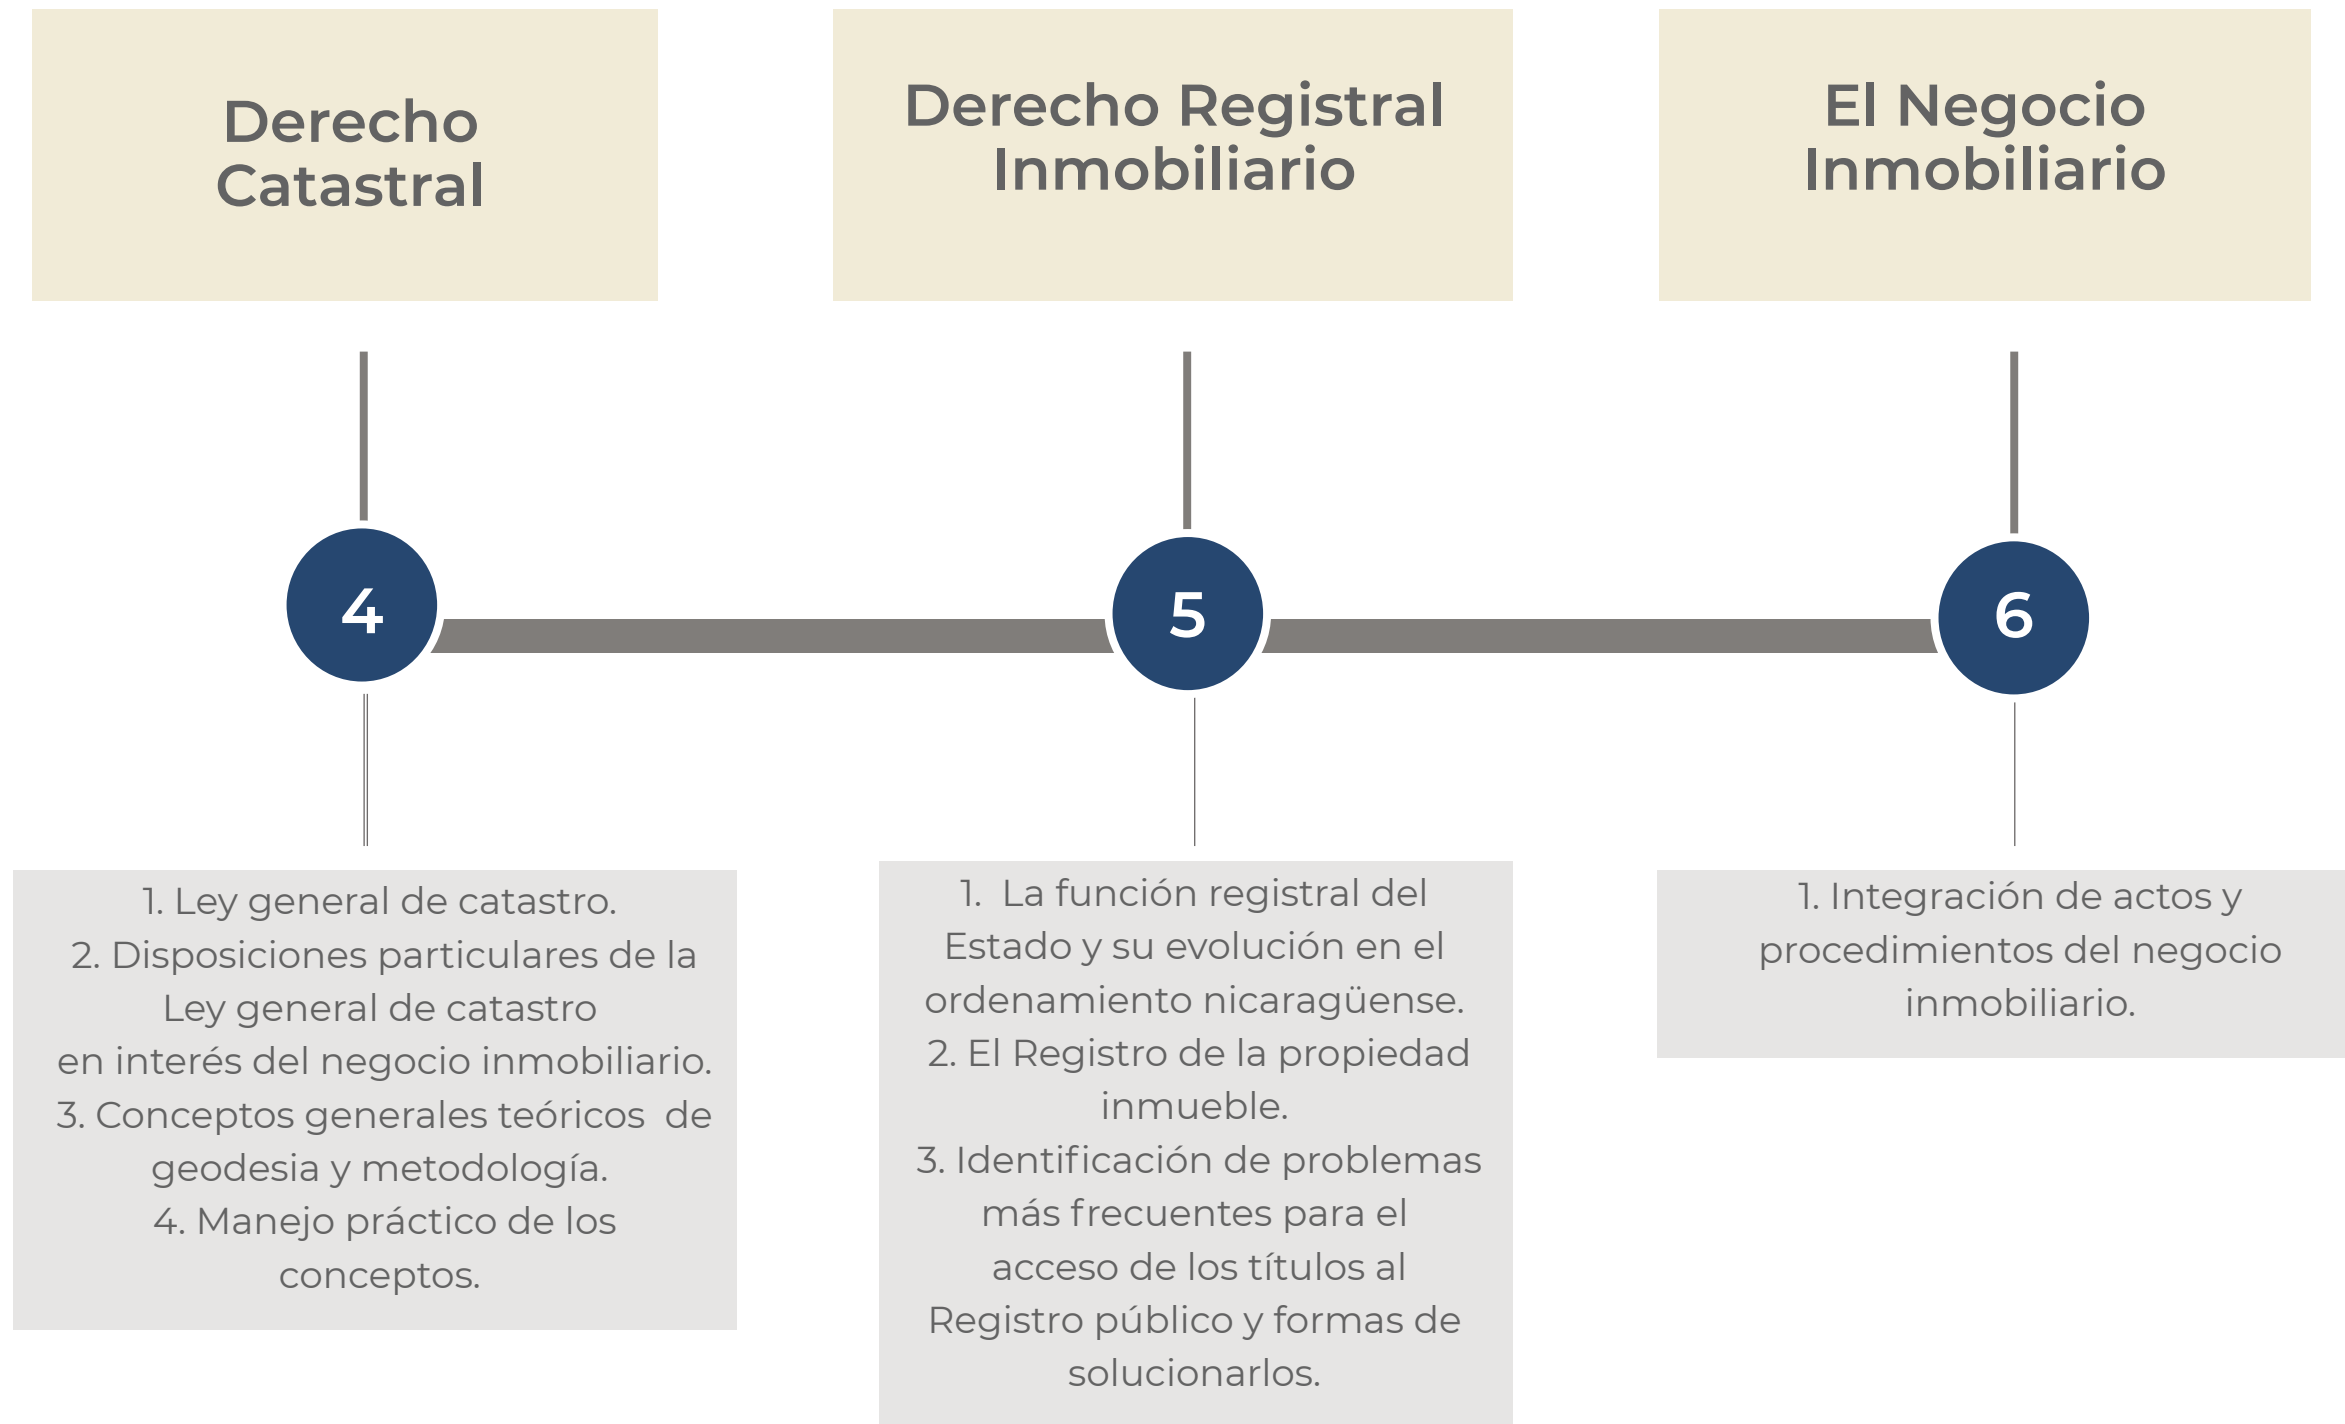 Derecho
Catastral
Derecho Registral
Inmobiliario
El Negocio
Inmobiliario
4
5
6
1. Ley general de catastro.
2. Disposiciones particulares de la
Ley general de catastro
en interés del negocio inmobiliario.
3. Conceptos generales teóricos  de
geodesia y metodología.
4. Manejo práctico de los
conceptos.
1.  La función registral del
Estado y su evolución en el
ordenamiento nicaragüense.
2. El Registro de la propiedad
inmueble.
3. Identificación de problemas
más frecuentes para el
acceso de los títulos al
Registro público y formas de
solucionarlos.
1. Integración de actos y
procedimientos del negocio
inmobiliario.